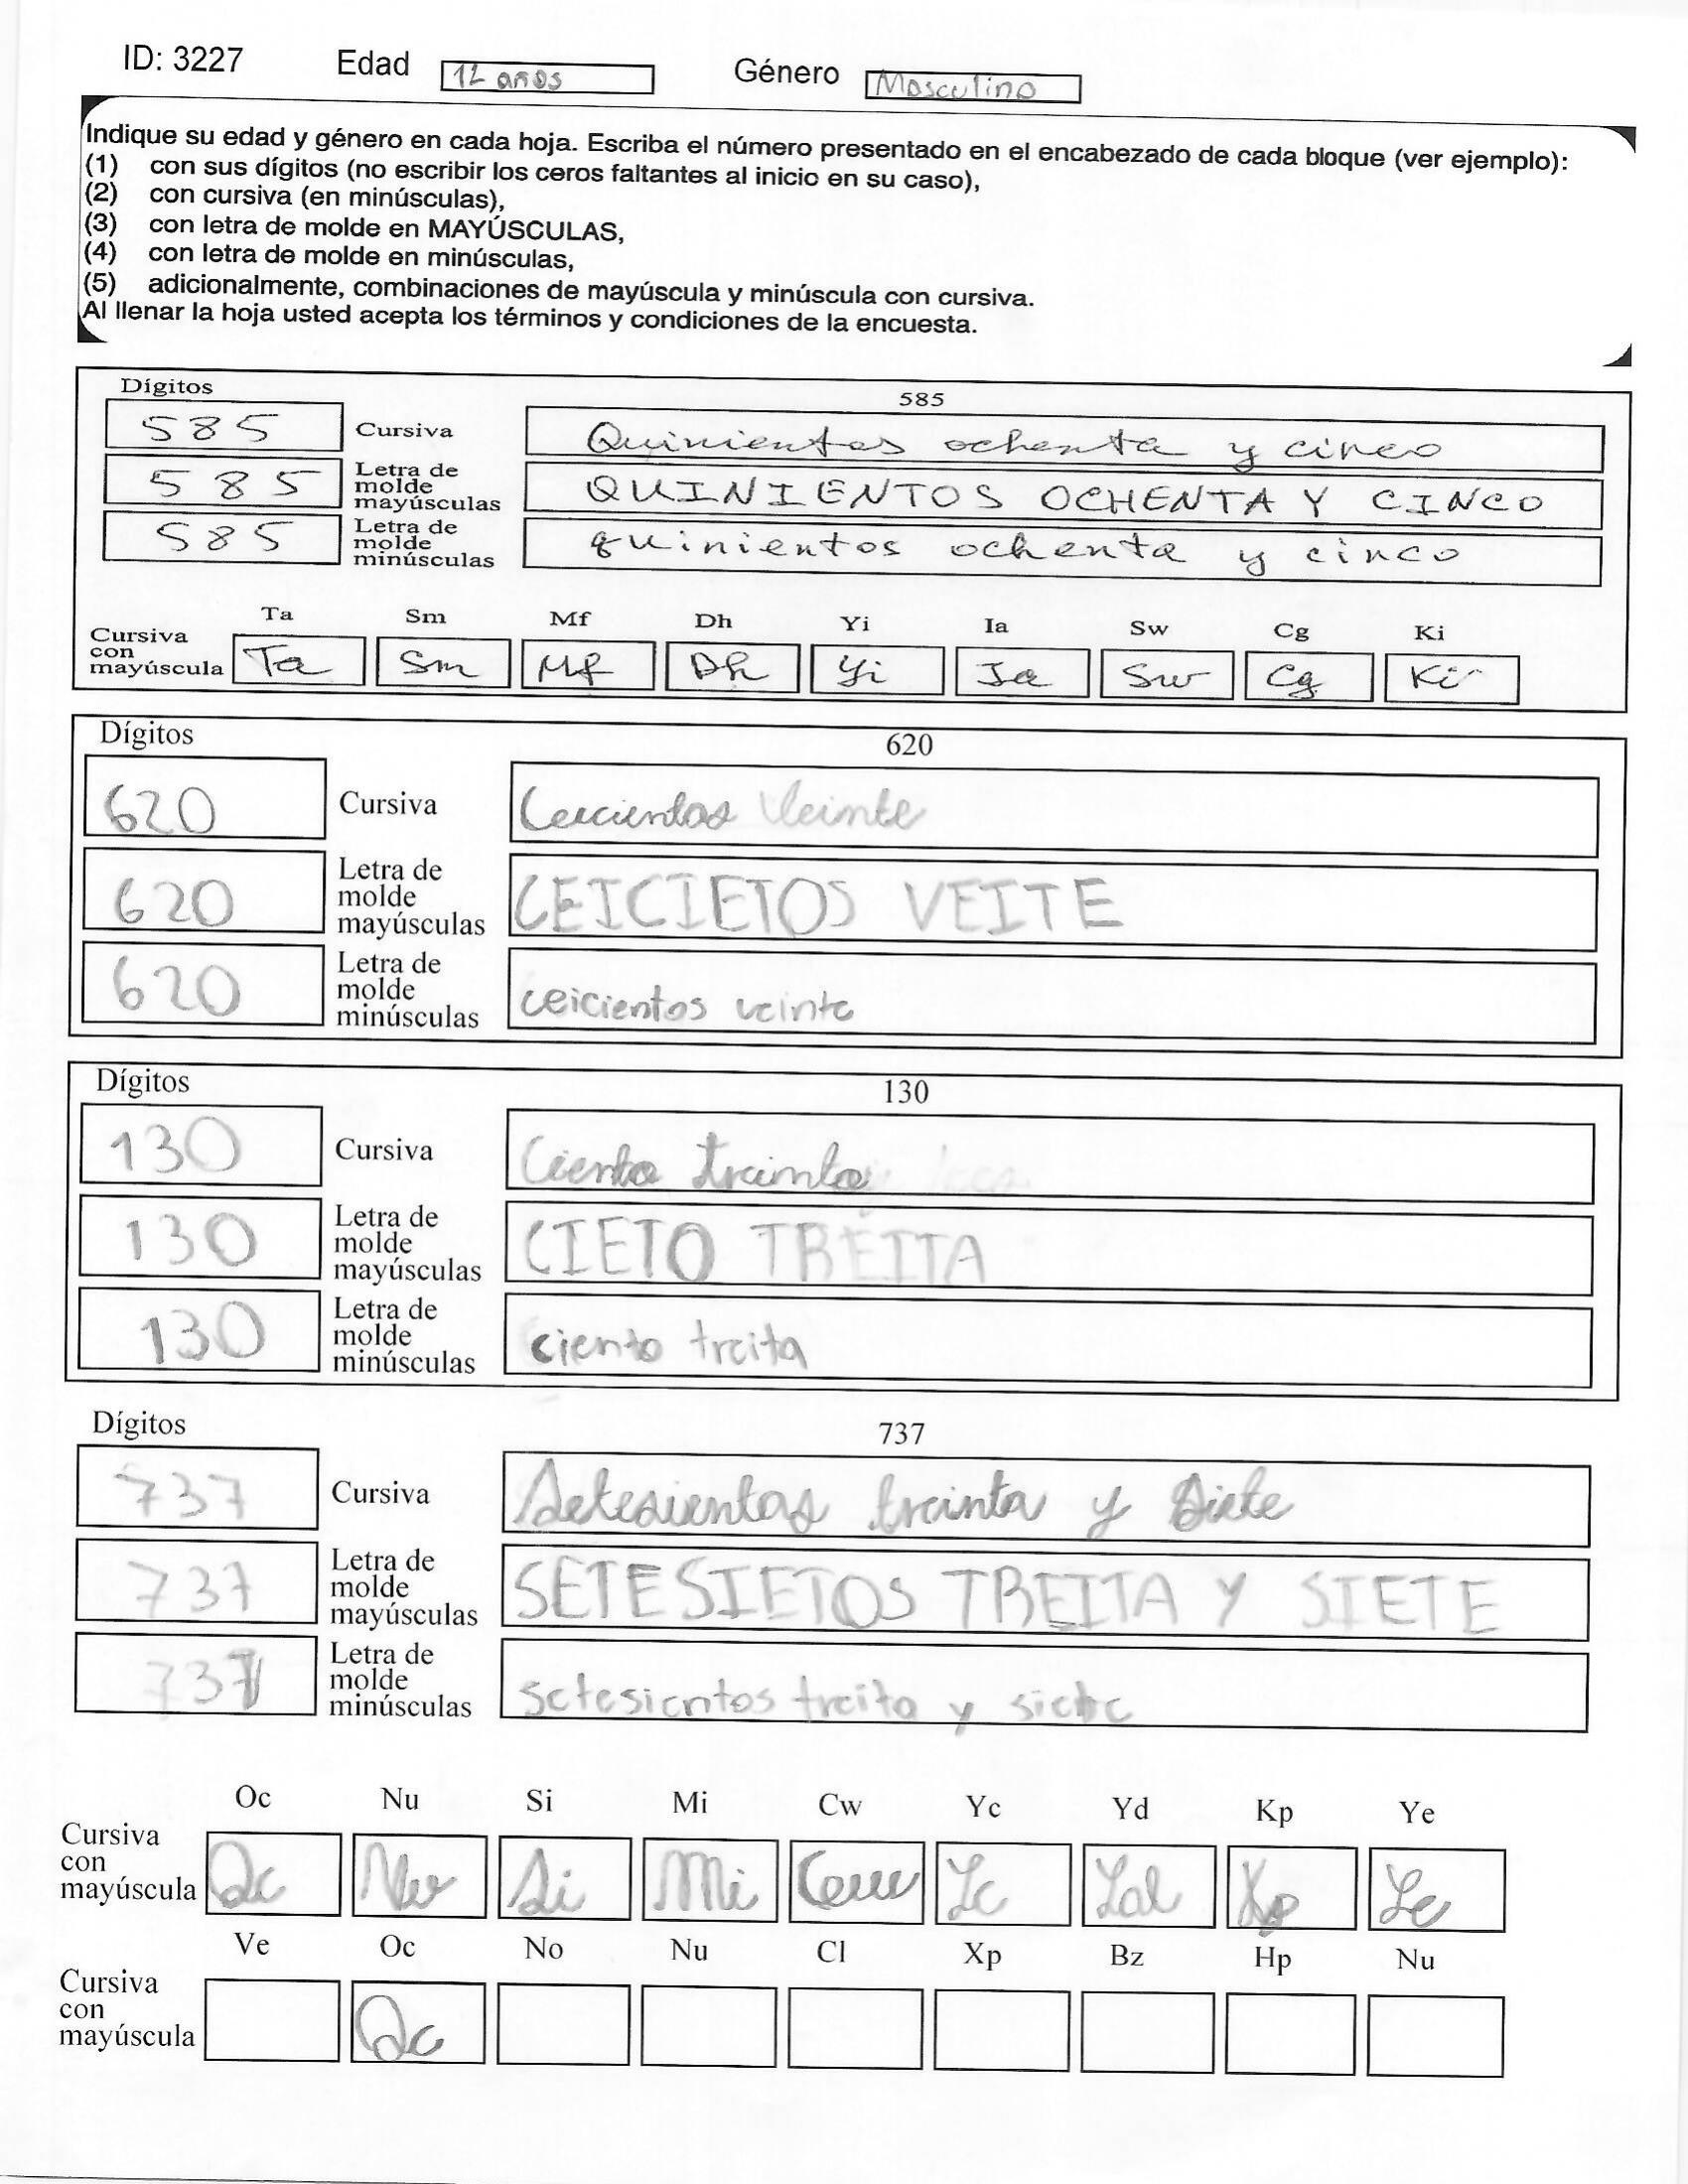 ID: 3227 Edad 12 años Género Masculino
Indique su edad y género en cada hoja. Escriba el número presentado en el encabezado de cada bloque (ver ejemplo):
(1) con sus dígitos (no escribir los ceros faltantes al inicio en su caso),
(2) con cursiva (en minúsculas),
(3) con letra de molde en MAYÚSCULAS,
(4) con letra de molde en minúsculas,
(5) adicionalmente, combinaciones de mayúscula y minúscula con cursiva.
Al llenar la hoja usted acepta los términos y condiciones de la encuesta.
Dígitos 585
585 Cursiva Quinientos ochenta y cinco
585 Letra de molde mayúsculas QUINIENTOS OCHENTA Y CINCO
585 Letra de molde minúsculas quinientos ochenta y cinco
Ta Sm Mf Dh Yi Ia Sw Cg Ki
Cursiva con mayúscula Ta Sm Mf Dh Yi Ia Sw Cg Ki
Dígitos 620
620 Cursiva Ceicientos Veinte
620 Letra de molde mayúsculas CEICIETOS VEITE
620 Letra de molde minúsculas ceicientos veinte
Dígitos 130
130 Cursiva Ciento treinta
130 Letra de molde mayúsculas CIETO TREITA
130 Letra de molde minúsculas ciento treita
Dígitos 737
737 Cursiva Setesientos treinta y siete
737 Letra de molde mayúsculas SETESIETOS TREITA Y SIETE
737 Letra de molde minúsculas setesientos treita y siete
Oc Nu Si Mi Cw Yc Yd Kp Ye
Cursiva con mayúscula Oc Nu Si Mi Cw Yc Yd Kp Ye
Ve Oc No Nu Cl Xp Bz Hp Nu
Cursiva con mayúscula Oc